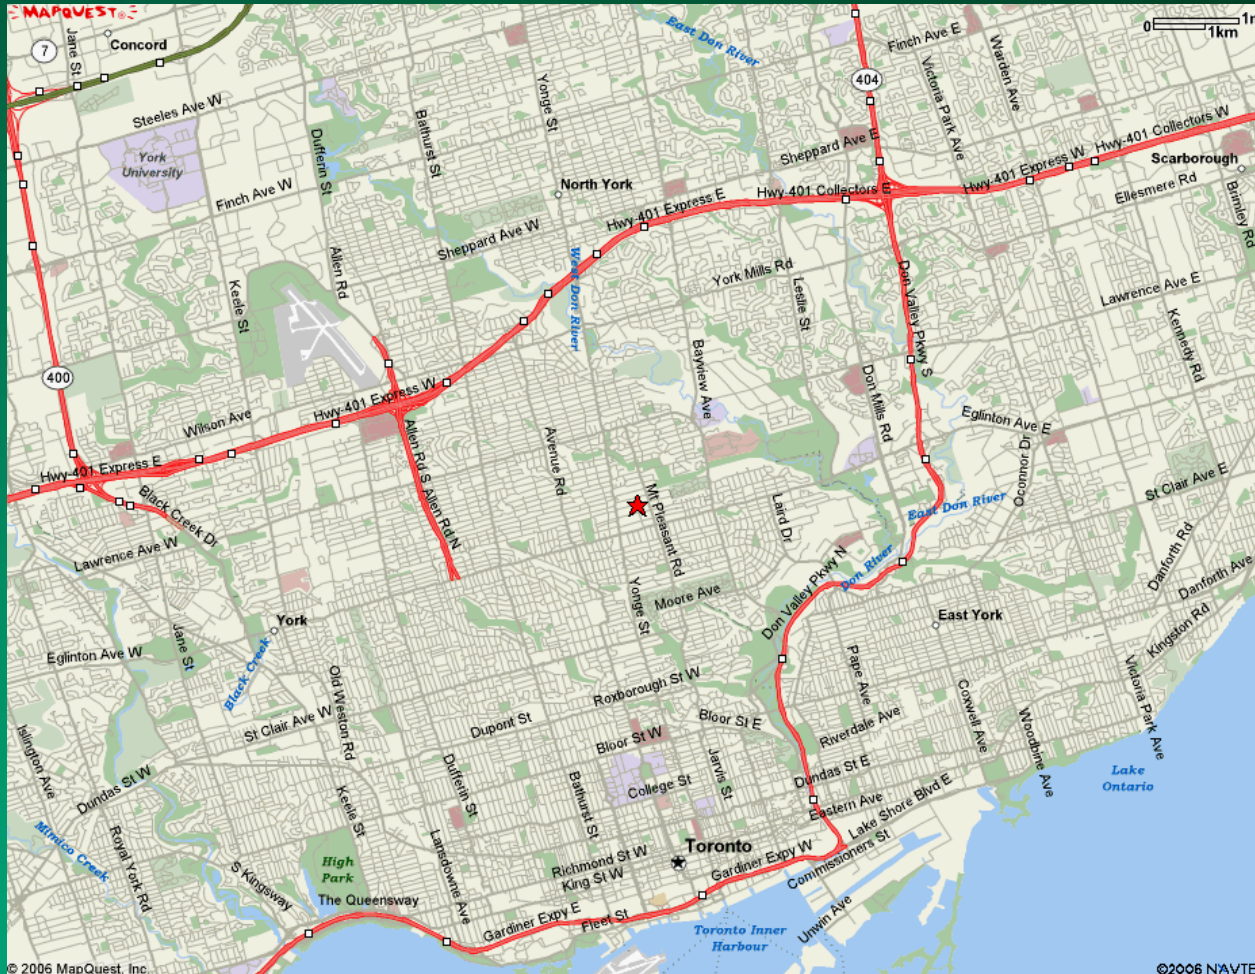 MAPQUEST®
7
Concord
Jane St
Steeles Ave W
York
University
Finch Ave W
Dufferin St
Bathurst St
Yonge St
East Don River
404
Finch Ave E
Victoria Park Ave
Warden Ave
0
1km
Sheppard Ave E
Hwy-401 Collectors W
Hwy-401 Express W
Scarborough
Ellesmere Rd
Brimley Rd
North York
Hwy-401 Collectors E
Hwy-401 Express E
Sheppard Ave W
Allen Rd
Keele St
West Don River
York Mills Rd
Leslie St
Don Valley Pkwy S
Lawrence Ave E
Kennedy Rd
400
Hwy-401 Express W
Wilson Ave
Bayview Ave
Don Mills Rd
Eglinton Ave E
Hwy-401 Express E
Allen Rd S
Allen Rd N
Avenue Rd
Mt Pleasant Rd
Laird Dr
Oconnor Dr
East Don River
St Clair Ave E
Black Creek Dr
Lawrence Ave W
Don River
Don Valley Pkwy N
Danforth Rd
Danforth Ave
Moore Ave
Yonge St
York
East York
Kingston Rd
Jane St
Eglinton Ave W
Black Creek
Old Weston Rd
Pape Ave
Victoria Park Ave
Roxborough St W
Coxwell Ave
Woodbine Ave
St Clair Ave W
Dupont St
Bloor St E
Riverdale Ave
Islington Ave
Bloor St W
Jarvis St
Dundas St W
Dufferin St
Bathurst St
College St
Dundas St E
Lake
Ontario
Keele St
Eastern Ave
Lake Shore Blvd E
Mimico Creek
Royal York Rd
Lansdowne Ave
High
Park
Richmond St W
Toronto
King St W
Gardiner Expy W
Commissioners St
S Kingsway
The Queensway
Gardiner Expy E
Fleet St
Unwin Ave
Toronto Inner
Harbour
© 2006 MapQuest, Inc.
©2006 NAVTE